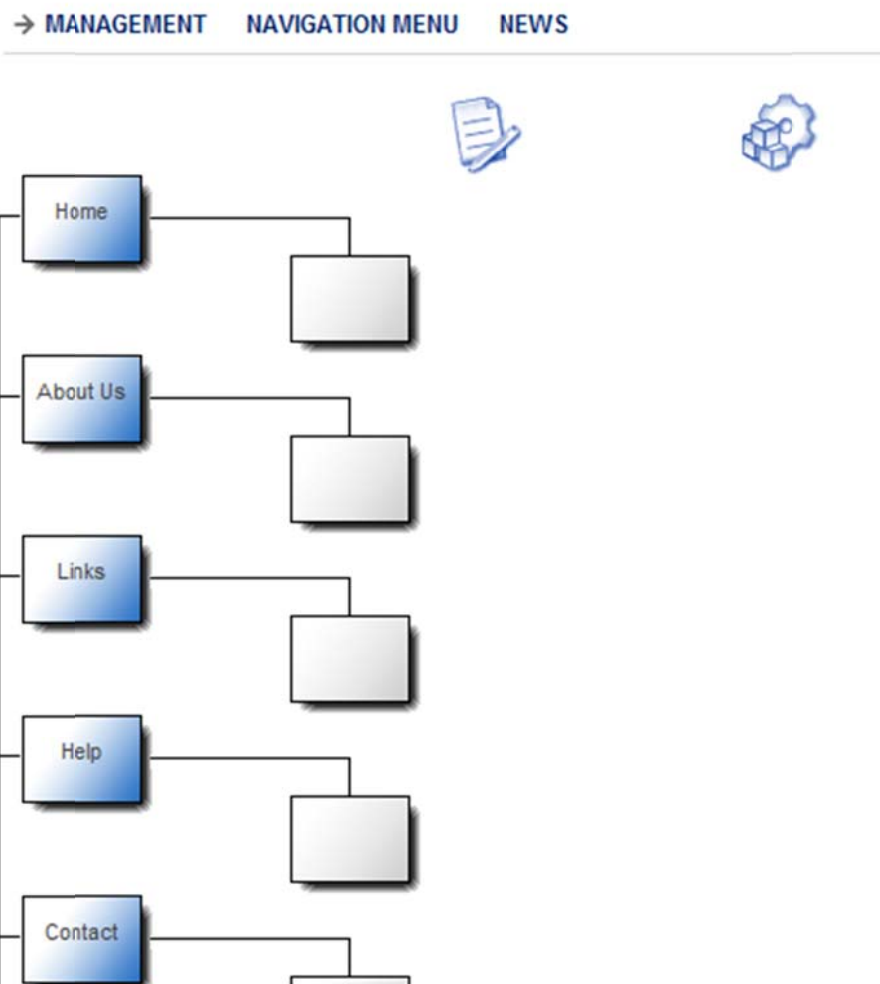 MANAGEMENT NAVIGATION MENU NEWS
Home
About Us
Links
Help
Contact